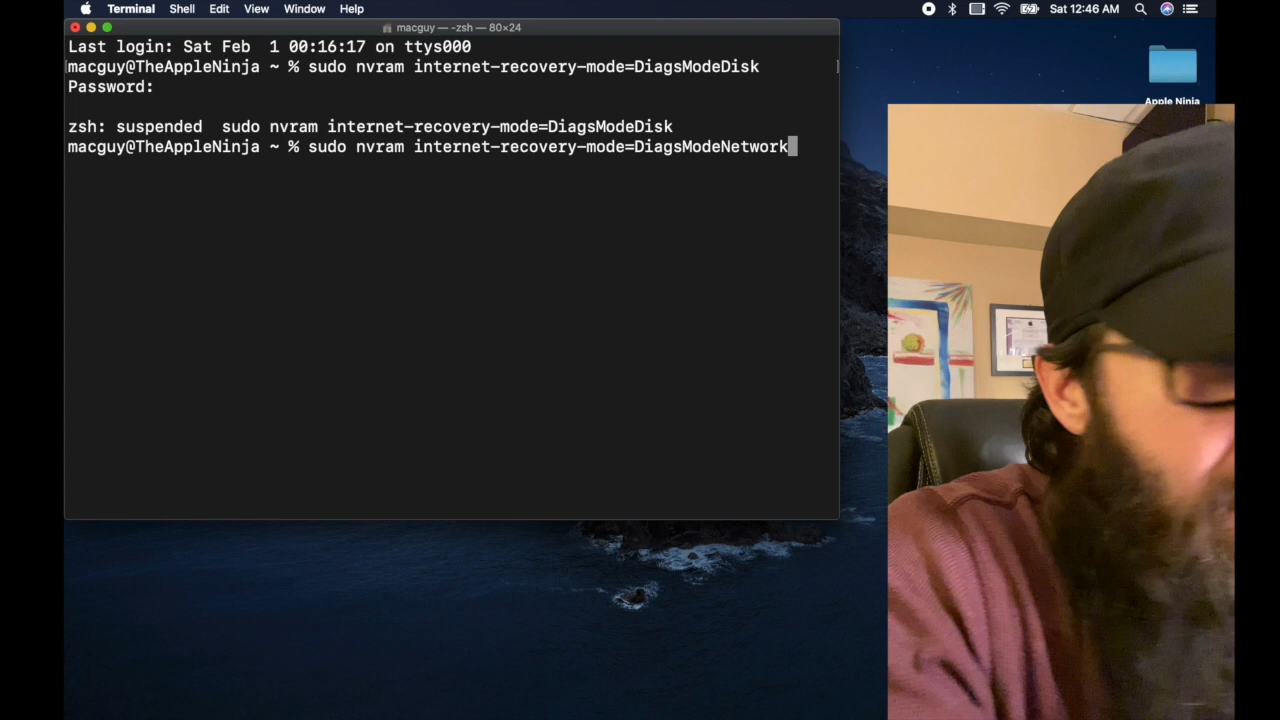 Terminal Shell Edit View Window Help Sat 12:46 AM
macguy — -zsh — 80×24
Last login: Sat Feb  1 00:16:17 on ttys000
macguy@TheAppleNinja ~ % sudo nvram internet-recovery-mode=DiagsModeDisk
Password:
zsh: suspended  sudo nvram internet-recovery-mode=DiagsModeDisk
macguy@TheAppleNinja ~ % sudo nvram internet-recovery-mode=DiagsModeNetwork
Apple Ninja